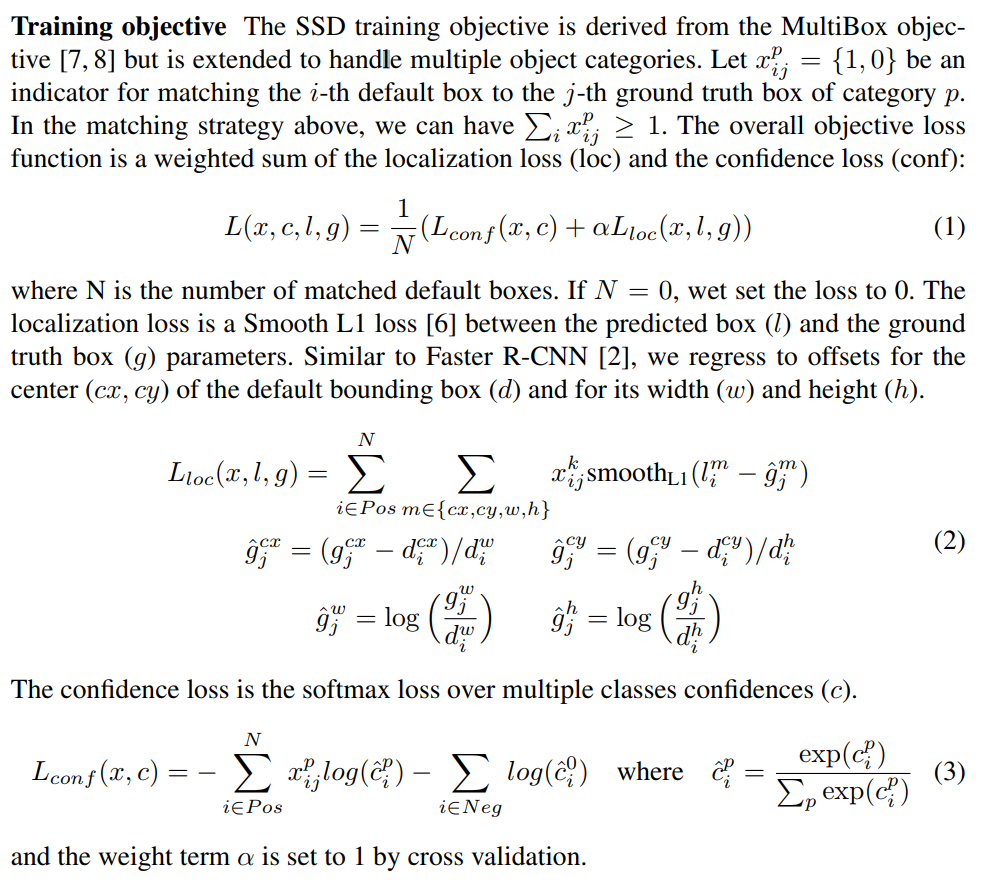 Training objective The SSD training objective is derived from the MultiBox objec-
tive [7, 8] but is extended to handle multiple object categories. Let $x_{ij}^{p} = \{1, 0\}$ be an
indicator for matching the $i$-th default box to the $j$-th ground truth box of category $p$.
In the matching strategy above, we can have $\sum_i x_{ij}^{p} \geq 1$. The overall objective loss
function is a weighted sum of the localization loss (loc) and the confidence loss (conf):
$L(x, c, l, g) = \frac{1}{N}(L_{conf}(x, c) + \alpha L_{loc}(x, l, g))$ (1)
where N is the number of matched default boxes. If $N = 0$, wet set the loss to 0. The
localization loss is a Smooth L1 loss [6] between the predicted box ($l$) and the ground
truth box ($g$) parameters. Similar to Faster R-CNN [2], we regress to offsets for the
center ($cx, cy$) of the default bounding box ($d$) and for its width ($w$) and height ($h$).
$L_{loc}(x, l, g) = \sum_{i \in Pos}^{N} \sum_{m \in \{cx, cy, w, h\}} x_{ij}^{k} \text{smooth}_{\text{L1}}(l_i^{m} - \hat{g}_j^{m})$
$\hat{g}_j^{cx} = (g_j^{cx} - d_i^{cx})/d_i^{w}$ $\hat{g}_j^{cy} = (g_j^{cy} - d_i^{cy})/d_i^{h}$ (2)
$\hat{g}_j^{w} = \log\left(\frac{g_j^{w}}{d_i^{w}}\right)$ $\hat{g}_j^{h} = \log\left(\frac{g_j^{h}}{d_i^{h}}\right)$
The confidence loss is the softmax loss over multiple classes confidences ($c$).
$L_{conf}(x, c) = -\sum_{i \in Pos}^{N} x_{ij}^{p} log(\hat{c}_i^{p}) - \sum_{i \in Neg} log(\hat{c}_i^{0})$ where $\hat{c}_i^{p} = \frac{\exp(c_i^{p})}{\sum_p \exp(c_i^{p})}$ (3)
and the weight term $\alpha$ is set to 1 by cross validation.